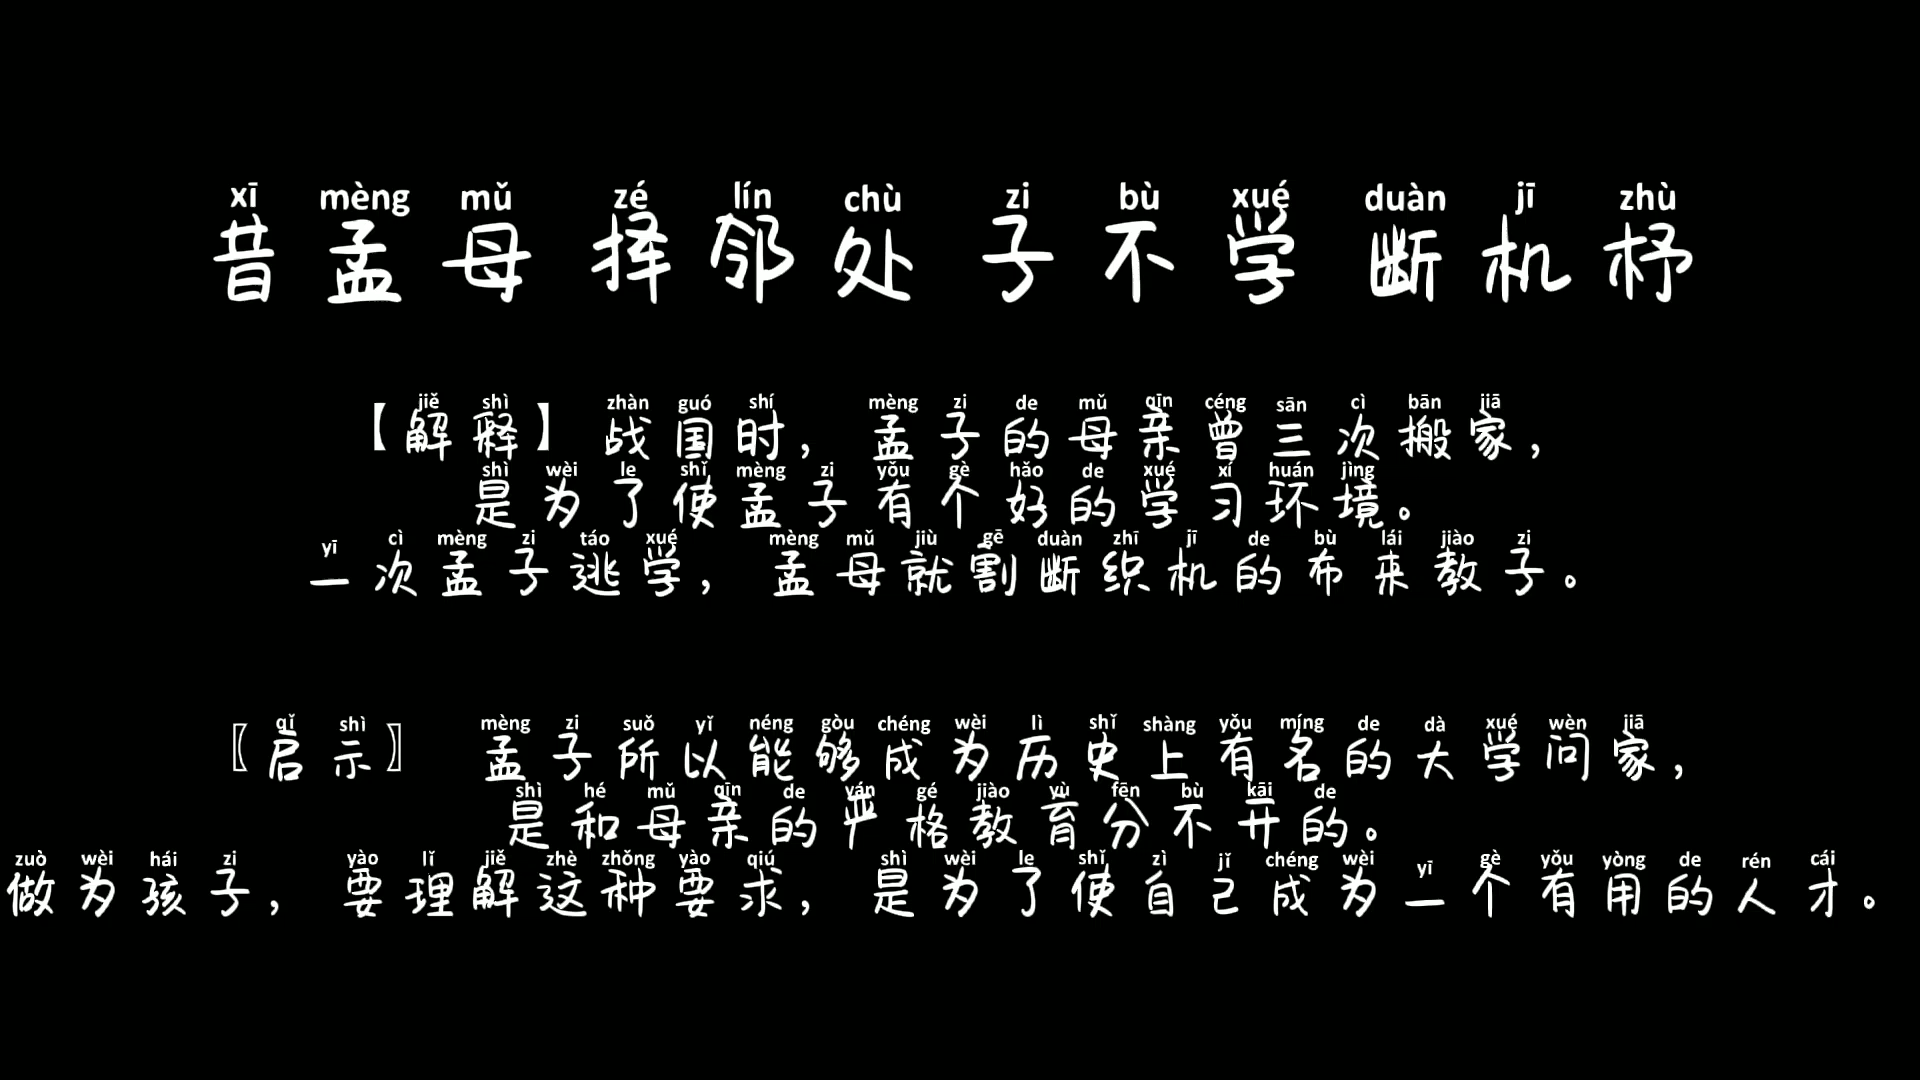 xī mèng mǔ zé lín chù zi bù xué duàn jī zhù
昔孟母择邻处子不学断机杼
jiě shì zhàn guó shí mèng zi de mǔ qīn céng sān cì bān jiā
【解释】战国时，孟子的母亲曾三次搬家，
shì wèi le shǐ mèng zi yǒu gè hǎo de xué xí huán jìng
是为了使孟子有个好的学习环境。
yī cì mèng zi táo xué mèng mǔ jiù gē duàn zhī jī de bù lái jiào zi
一次孟子逃学，孟母就割断织机的布来教子。
qǐ shì mèng zi suǒ yǐ néng gòu chéng wèi lì shǐ shàng yǒu míng de dà xué wèn jiā
〖启示〗孟子所以能够成为历史上有名的大学问家，
shì hé mǔ qīn de yán gé jiào yù fēn bù kāi de
是和母亲的严格教育分不开的。
zuò wèi hái zi yào lǐ jiě zhè zhǒng yào qiú shì wèi le shǐ zì jǐ chéng wèi yī gè yǒu yòng de rén cái
做为孩子，要理解这种要求，是为了使自己成为一个有用的人才。